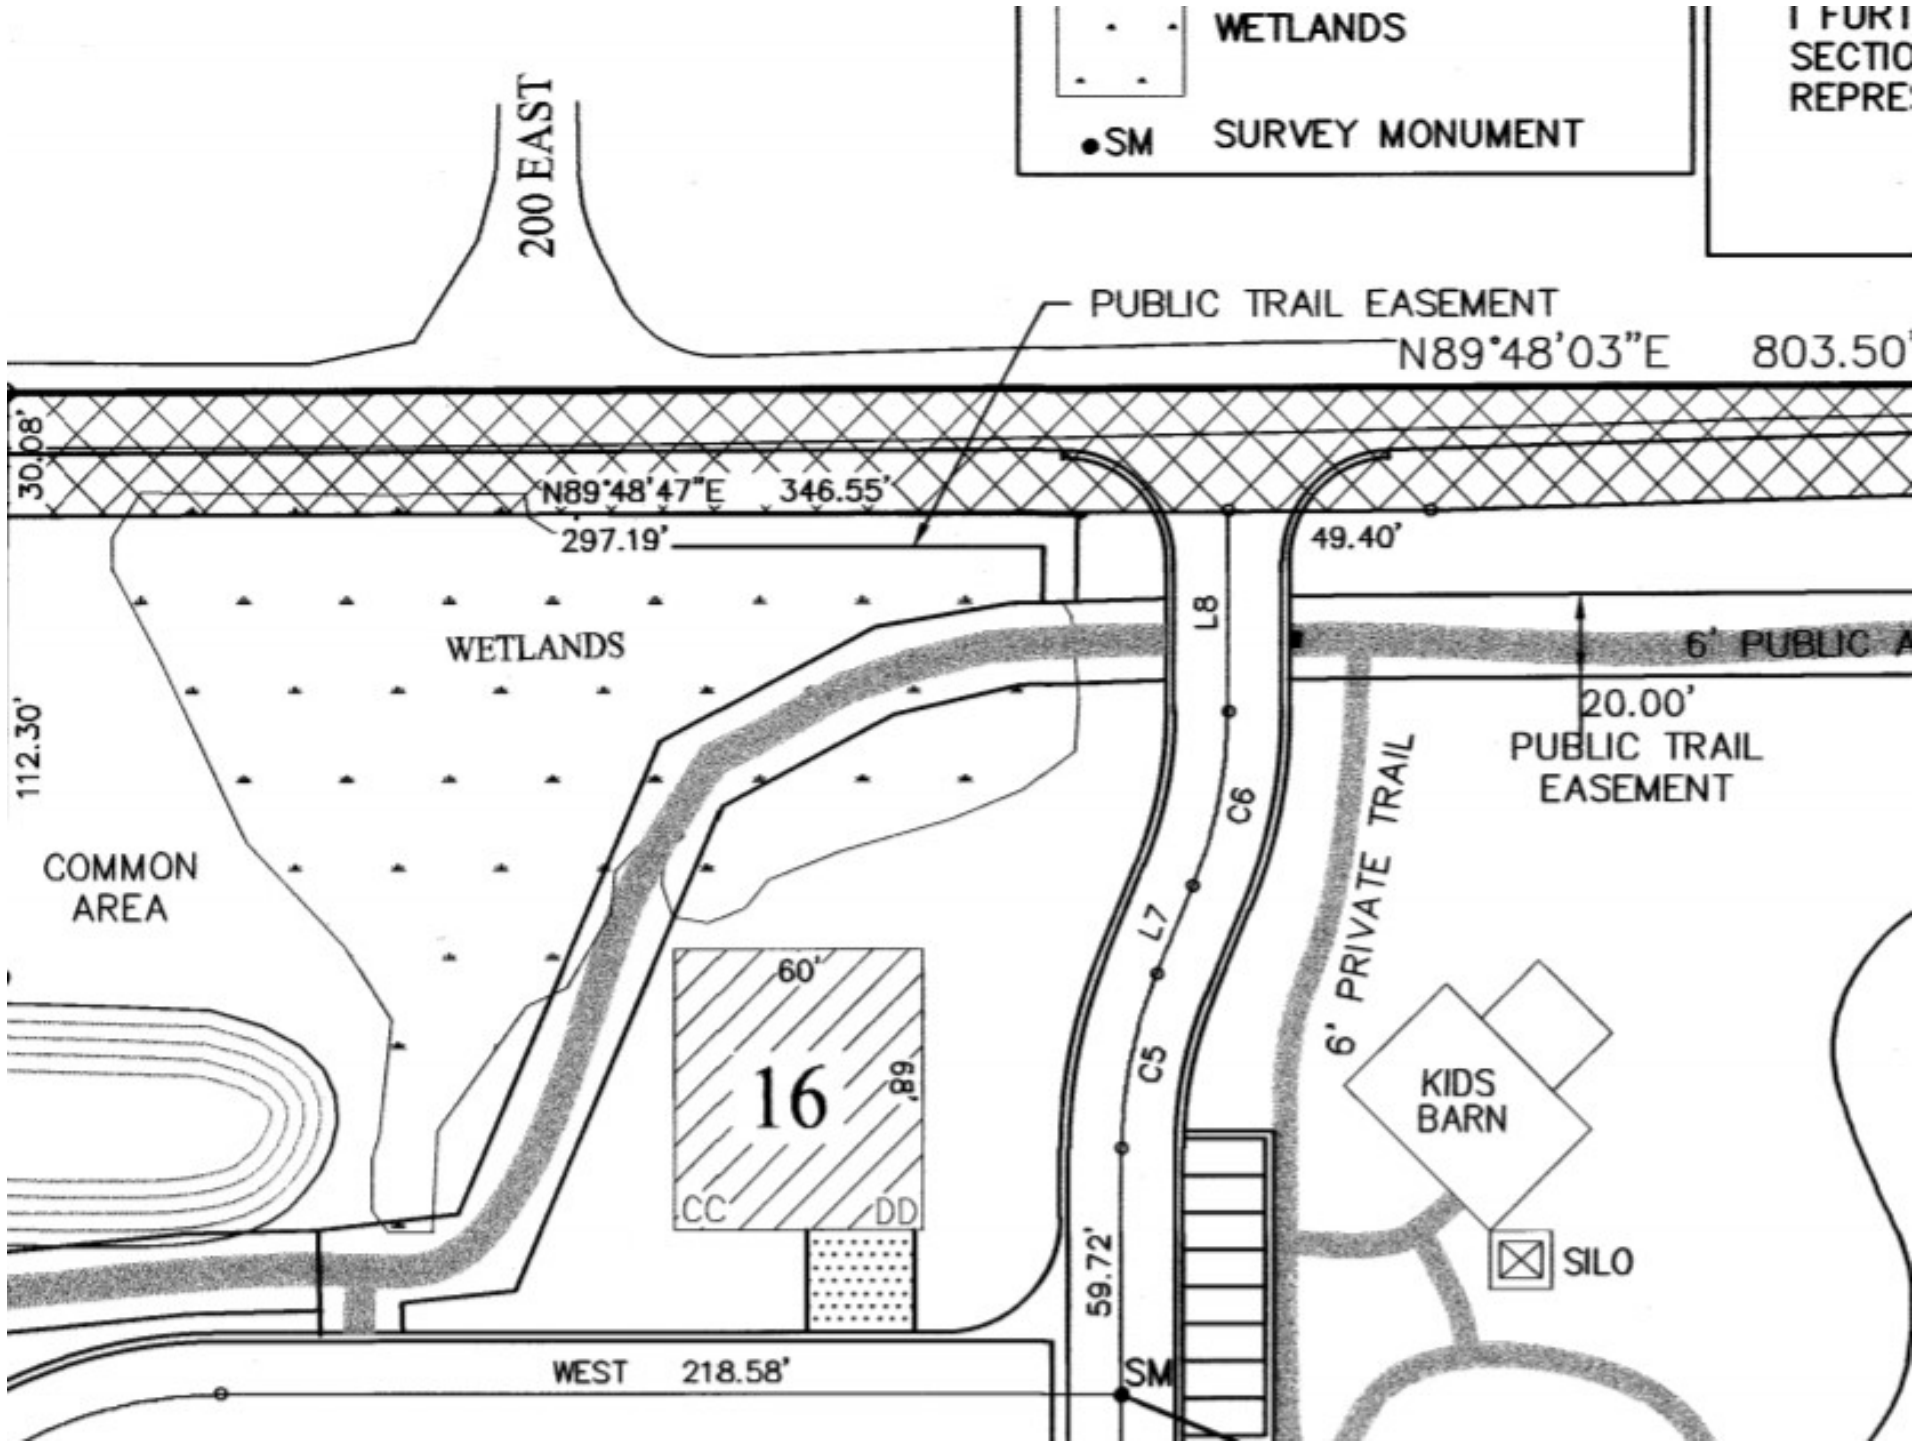 WETLANDS
SM SURVEY MONUMENT
SECTIO
REPRES
200 EAST
PUBLIC TRAIL EASEMENT
N89°48'03"E 803.50'
30.08'
N89°48'47"E 346.55'
297.19'
49.40'
L8
WETLANDS
6' PUBLIC A
20.00'
PUBLIC TRAIL
EASEMENT
112.30'
C6
6' PRIVATE TRAIL
COMMON
AREA
L7
60'
68'
16
C5
KIDS
BARN
CC DD
59.72'
SILO
WEST 218.58'
SM